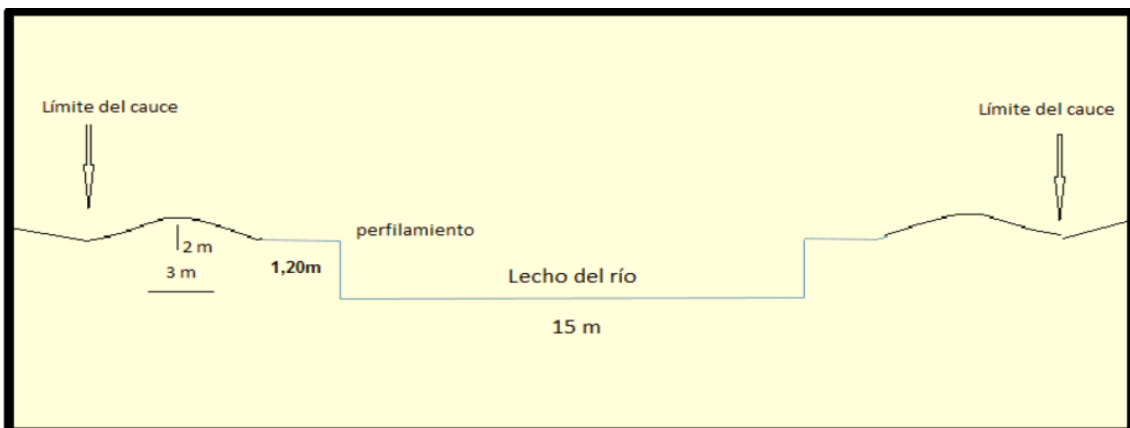 Límite del cauce
Límite del cauce
perfilamiento
2 m
3 m
1,20m
Lecho del río
15 m